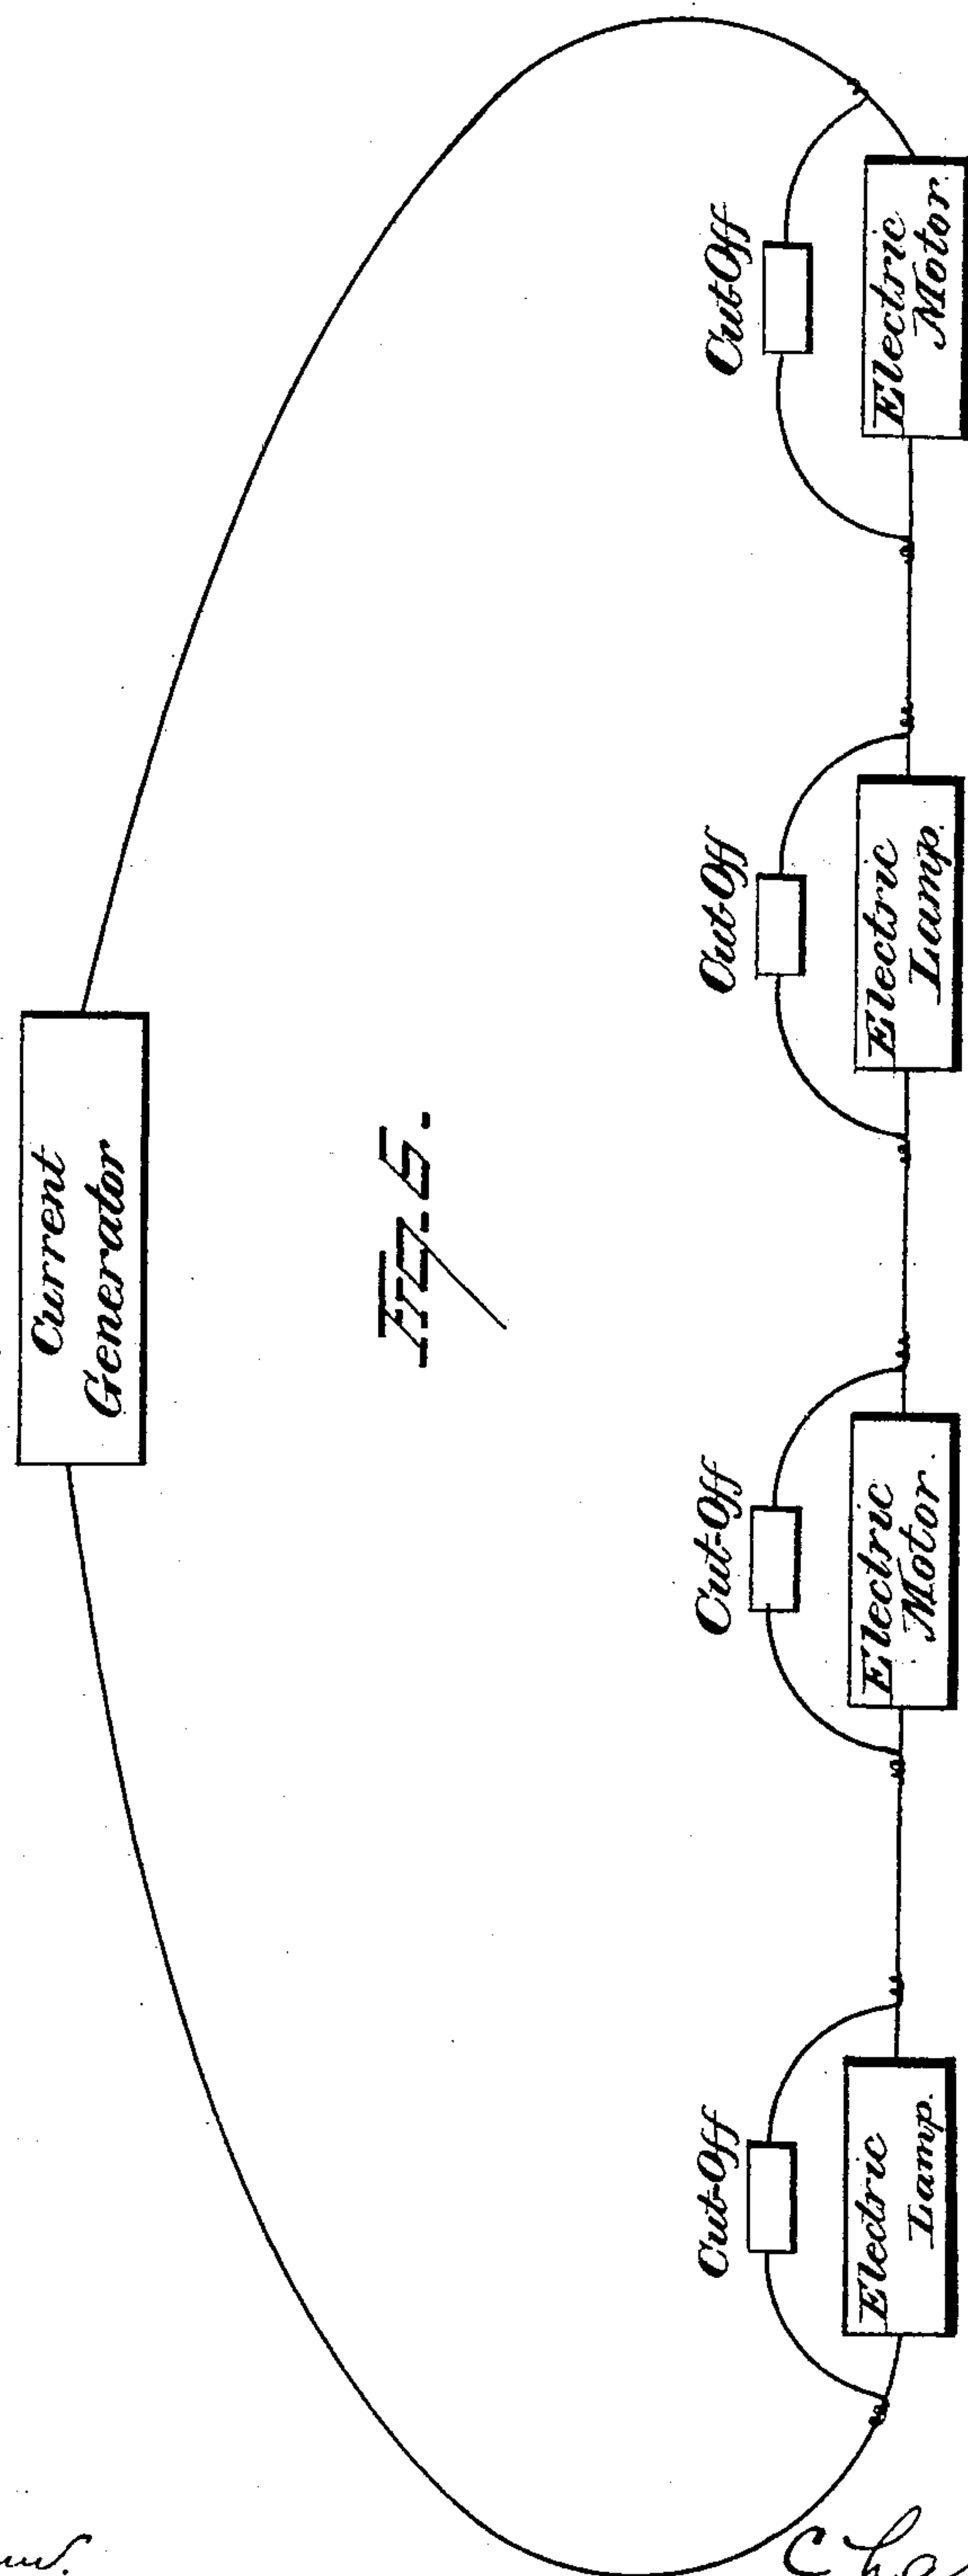 Current
Generator
Fig. 6.
Cut-Off
Electric
Lamp.
Cut-Off
Electric
Motor.
Cut-Off
Electric
Lamp.
Cut-Off
Electric
Motor.